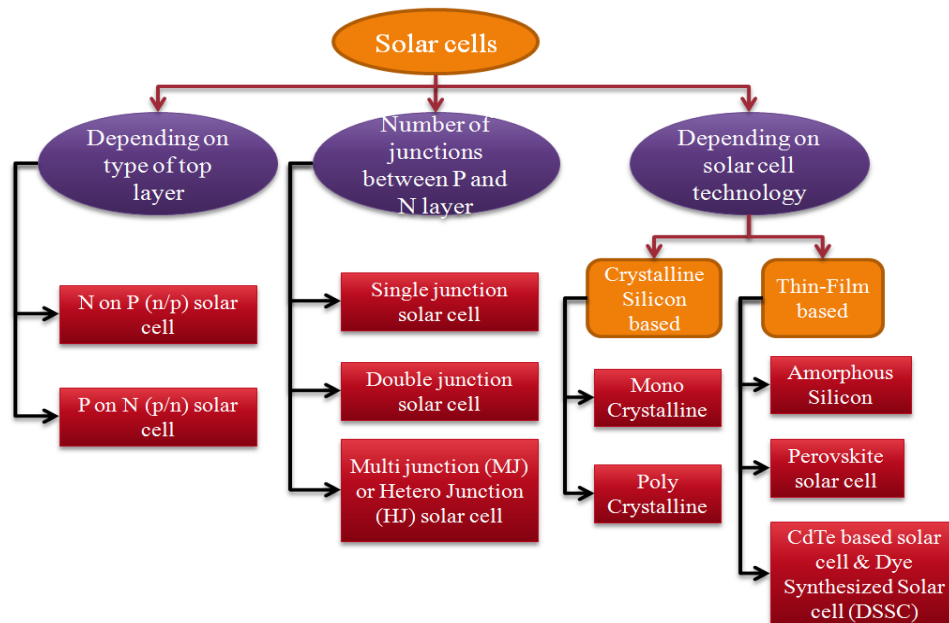 Solar cells
Depending on
type of top
layer
Number of
junctions
between P and
N layer
Depending on
solar cell
technology
N on P (n/p) solar
cell
P on N (p/n) solar
cell
Single junction
solar cell
Double junction
solar cell
Multi junction (MJ)
or Hetero Junction
(HJ) solar cell
Crystalline
Silicon
based
Mono
Crystalline
Poly
Crystalline
Thin-Film
based
Amorphous
Silicon
Perovskite
solar cell
CdTe based solar
cell & Dye
Synthesized Solar
cell (DSSC)